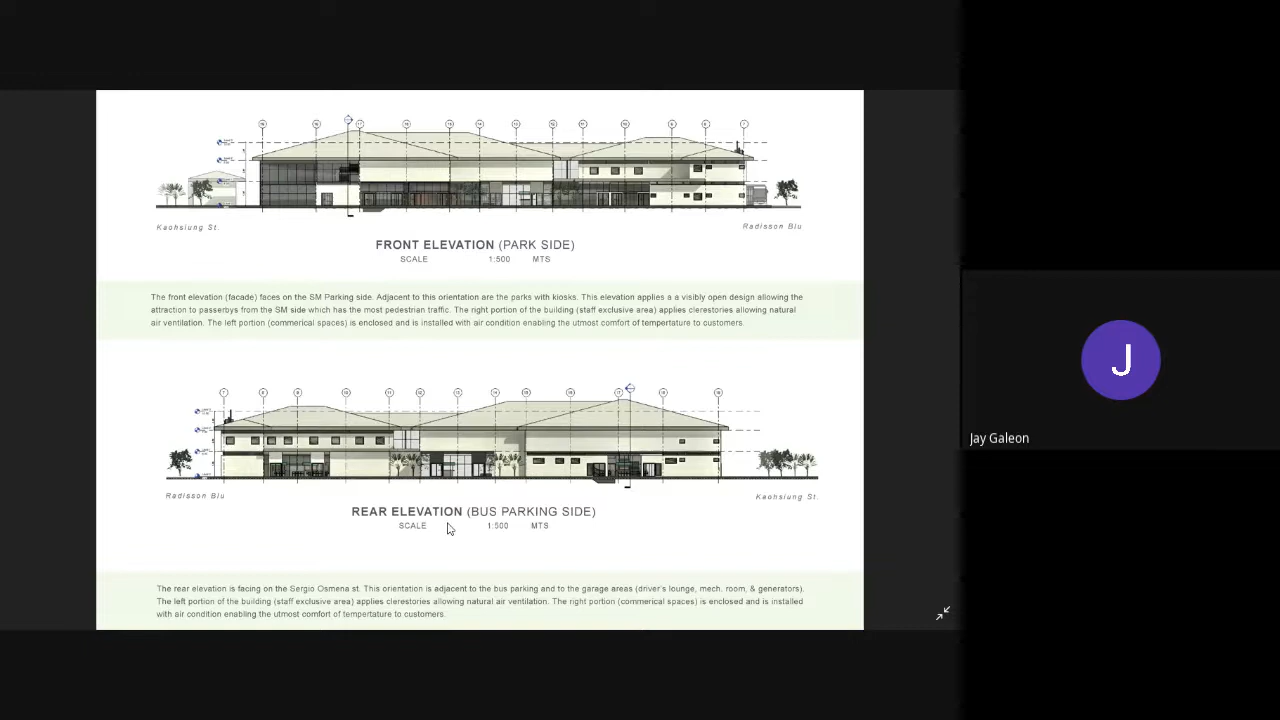 Kaohsiung St.
Radisson Blu
FRONT ELEVATION (PARK SIDE)
SCALE 1:500 MTS
The front elevation (facade) faces on the SM Parking side. Adjacent to this orientation are the parks with kiosks. This elevation applies a a visibly open design allowing the
attraction to passerbys from the SM side which has the most pedestrian traffic. The right portion of the building (staff exclusive area) applies clerestories allowing natural
air ventilation. The left portion (commerical spaces) is enclosed and is installed with air condition enabling the utmost comfort of tempertature to customers.
Radisson Blu
Kaohsiung St.
REAR ELEVATION (BUS PARKING SIDE)
SCALE 1:500 MTS
The rear elevation is facing on the Sergio Osmena st. This orientation is adjacent to the bus parking and to the garage areas (driver's lounge, mech. room, & generators).
The left portion of the building (staff exclusive area) applies clerestories allowing natural air ventilation. The right portion (commerical spaces) is enclosed and is installed
with air condition enabling the utmost comfort of tempertature to customers.
J
Jay Galeon